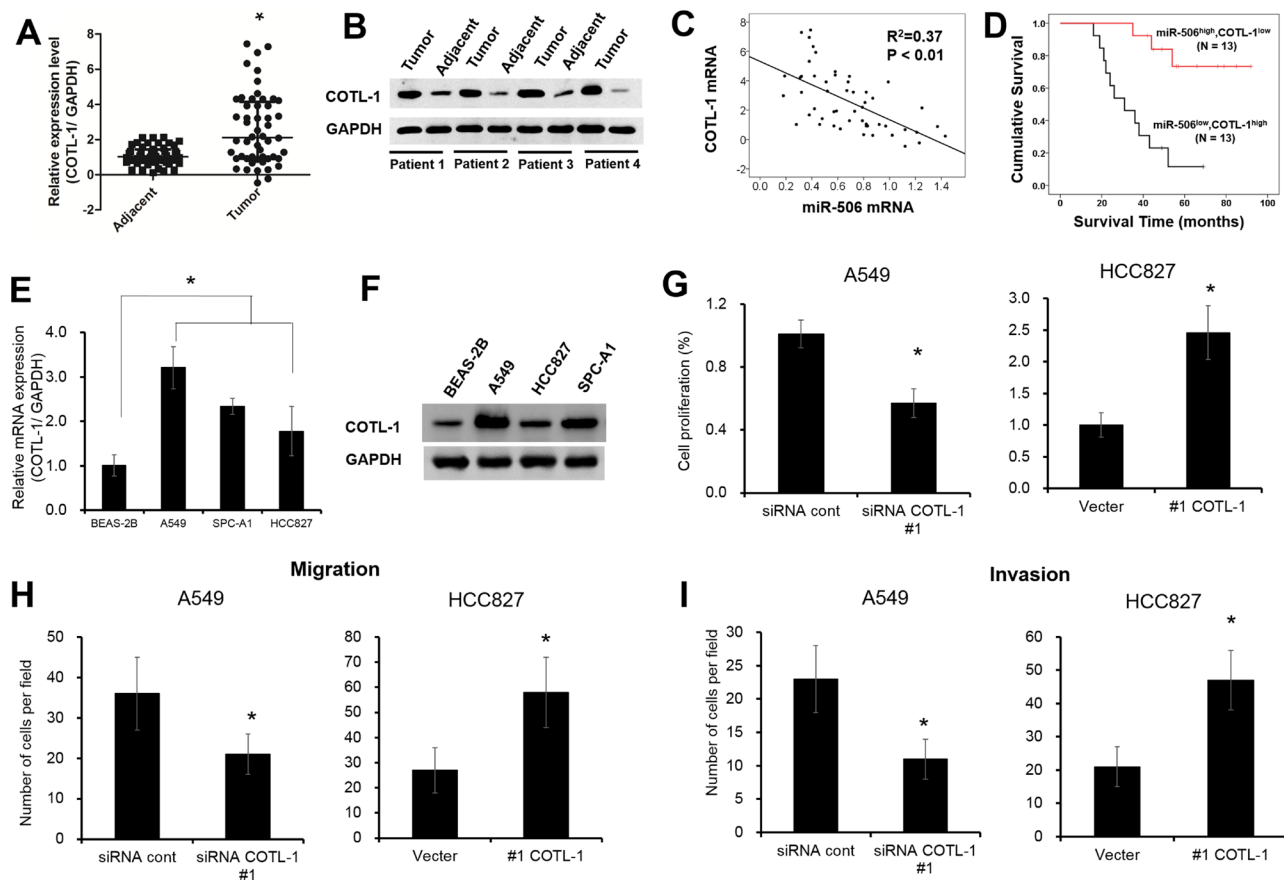 A
*
Relative expression level
(COTL-1/ GAPDH)
8
6
4
2
0
-2
Adjacent
Tumor
B
Tumor
Adjacent
Tumor
Adjacent
Tumor
Adjacent
Tumor
Adjacent
COTL-1
GAPDH
Patient 1
Patient 2
Patient 3
Patient 4
C
COTL-1 mRNA
10
8
6
4
2
0
-2
R²=0.37
P < 0.01
0.0
0.2
0.4
0.6
0.8
1.0
1.2
1.4
miR-506 mRNA
D
Cumulative Survival
1.0
0.8
0.6
0.4
0.2
0.0
miR-506high,COTL-1low
(N = 13)
miR-506low,COTL-1high
(N = 13)
0
20
40
60
80
100
Survival Time (months)
E
*
Relative mRNA expression
(COTL-1/ GAPDH)
4.0
3.0
2.0
1.0
0.0
BEAS-2B
A549
SPC-A1
HCC827
F
BEAS-2B
A549
HCC827
SPC-A1
COTL-1
GAPDH
G
A549
Cell proliferation (%)
1.2
0.8
0.4
0.0
*
siRNA cont
siRNA COTL-1
#1
HCC827
3.0
2.5
2.0
1.5
1.0
0.5
0.0
*
Vecter
#1 COTL-1
H
Migration
A549
Number of cells per field
50
40
30
20
10
0
*
siRNA cont
siRNA COTL-1
#1
HCC827
80
70
60
50
40
30
20
10
0
*
Vecter
#1 COTL-1
I
Invasion
A549
Number of cells per field
30
25
20
15
10
5
0
*
siRNA cont
siRNA COTL-1
#1
HCC827
60
50
40
30
20
10
0
*
Vecter
#1 COTL-1